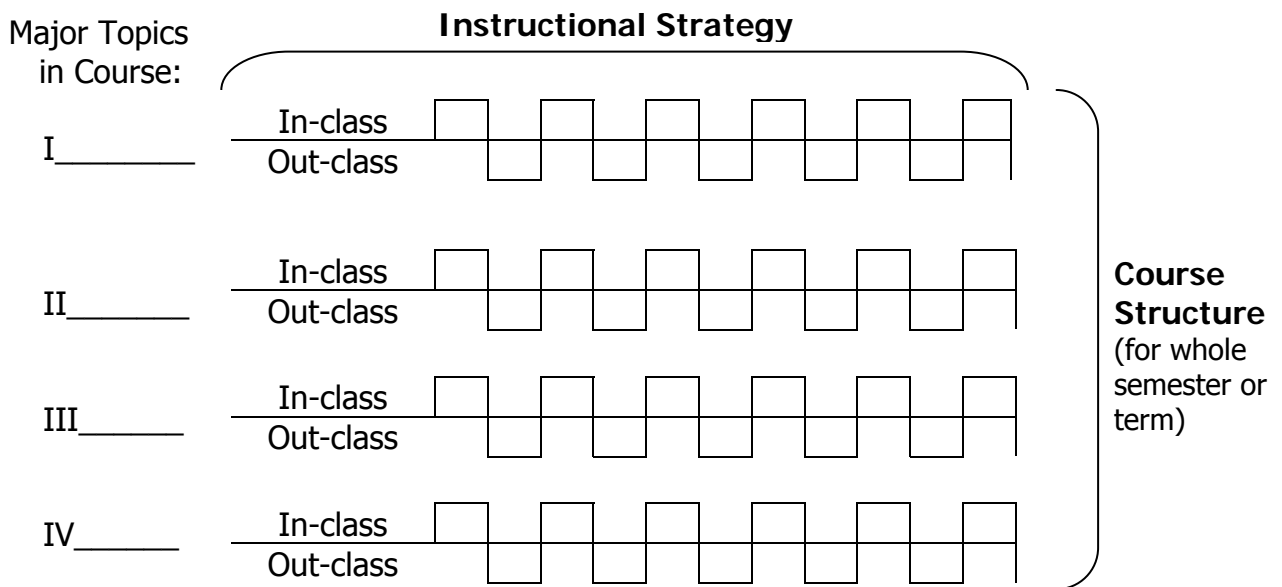 Instructional Strategy
Major Topics
in Course:
In-class
I________
Out-class
In-class
II_______
Out-class
In-class
III______
Out-class
In-class
IV______
Out-class
Course
Structure
(for whole
semester or
term)